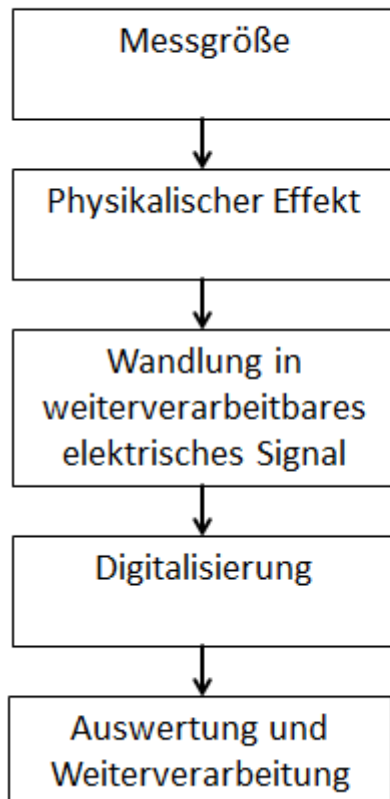 Messgröße
Physikalischer Effekt
Wandlung in
weiterverarbeitbares
elektrisches Signal
Digitalisierung
Auswertung und
Weiterverarbeitung